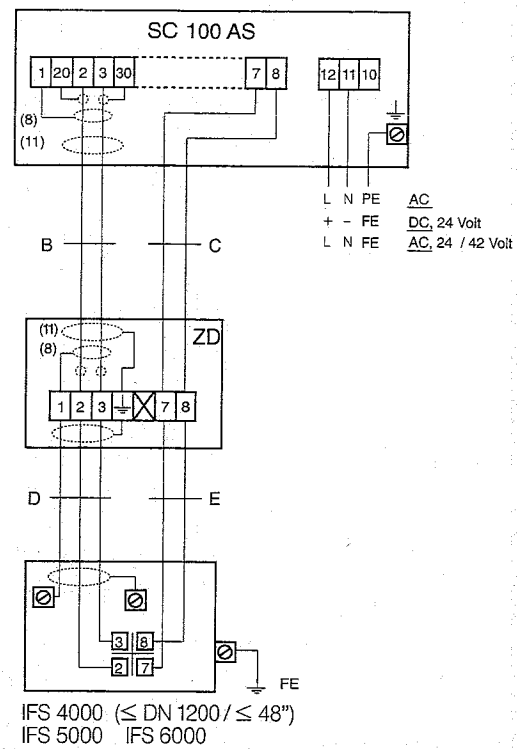 SC 100 AS
1 20 2 3 30 7 8 12 11 10
(8)
(11)
L N PE AC
+ − FE DC, 24 Volt
L N FE AC, 24 / 42 Volt
B C
(11) ZD
(8)
1 2 3 7 8
D E
3 8
2 7
FE
IFS 4000 (≤ DN 1200 / ≤ 48")
IFS 5000 IFS 6000